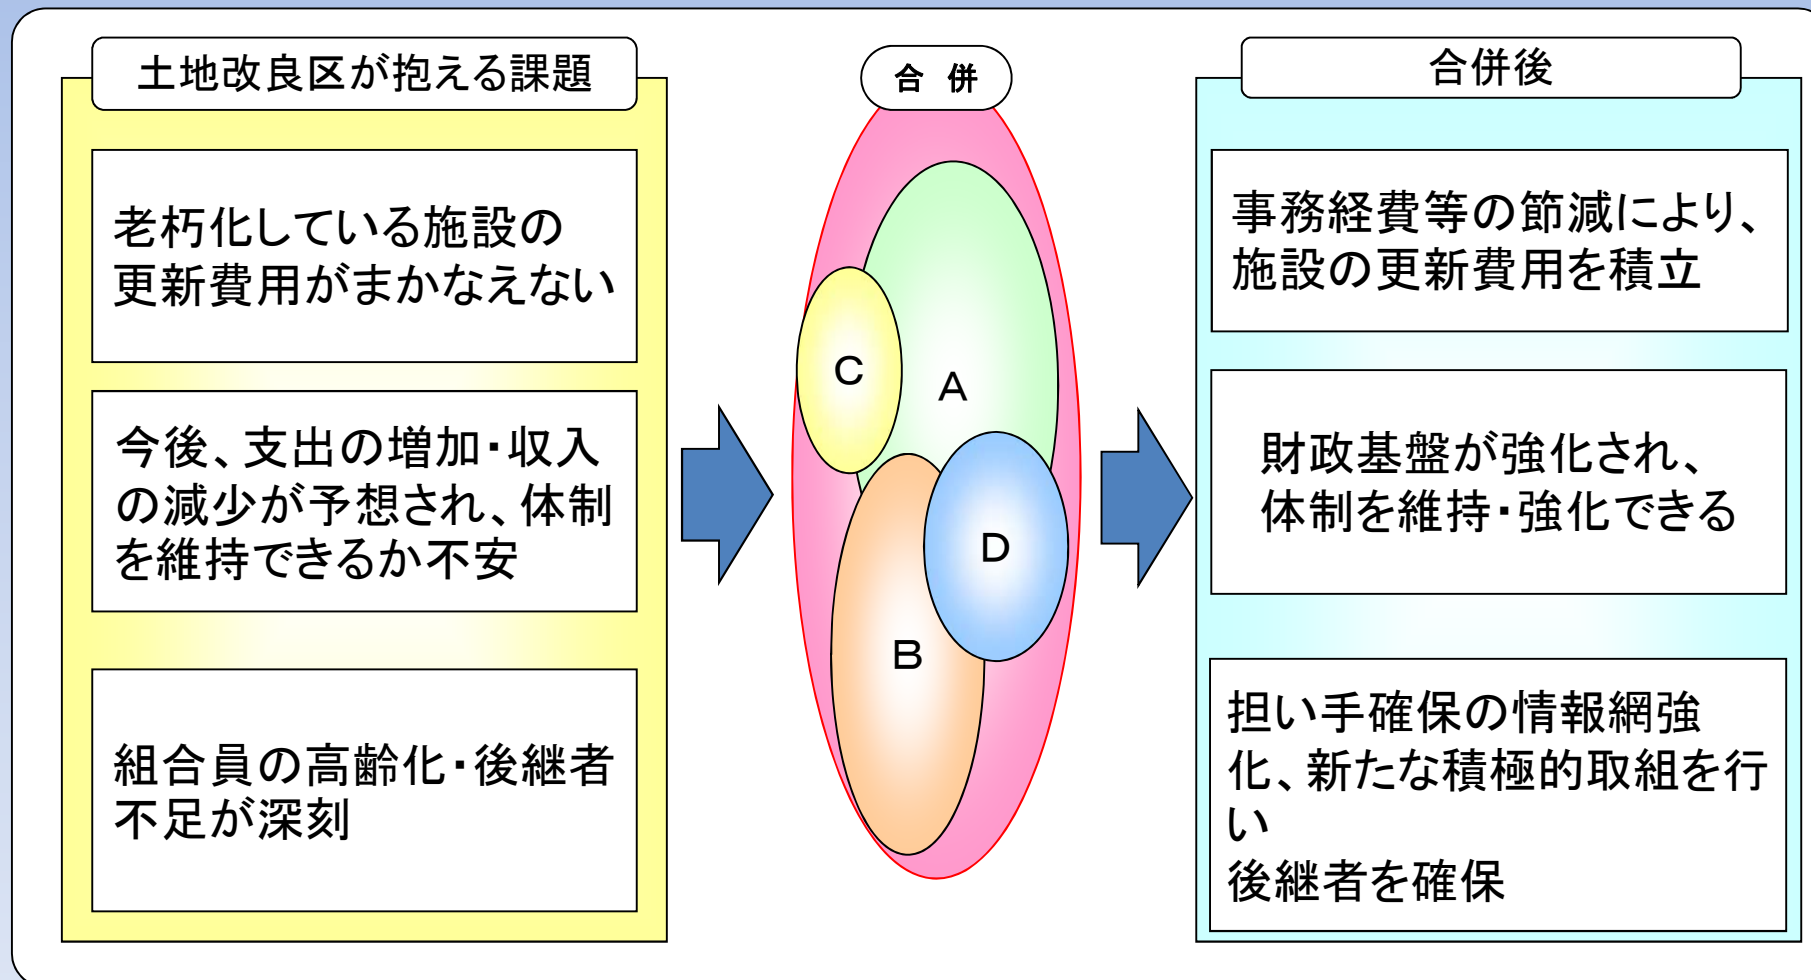 土地改良区が抱える課題
老朽化している施設の
更新費用がまかなえない
今後、支出の増加・収入
の減少が予想され、体制
を維持できるか不安
組合員の高齢化・後継者
不足が深刻
合　併
C
A
D
B
合併後
事務経費等の節減により、
施設の更新費用を積立
財政基盤が強化され、
体制を維持・強化できる
担い手確保の情報網強
化、新たな積極的取組を行
い
後継者を確保